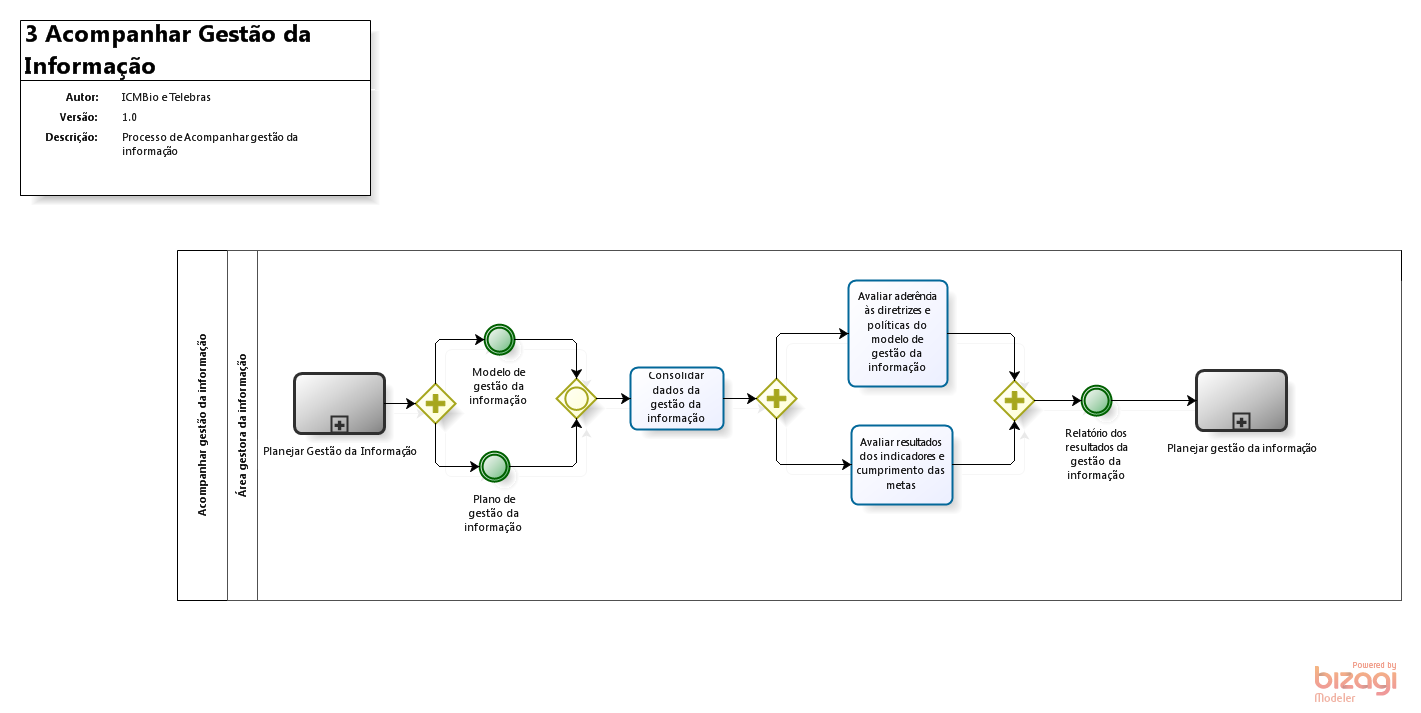 3 Acompanhar Gestão da
Informação
Autor: ICMBio e Telebras
Versão: 1.0
Descrição: Processo de Acompanhar gestão da
informação
Acompanhar gestão da informação
Área gestora da informação
Planejar Gestão da Informação
Modelo de
gestão da
informação
Plano de
gestão da
informação
Consolidar
dados da
gestão da
informação
Avaliar aderência
às diretrizes e
políticas do
modelo de
gestão da
informação
Avaliar resultados
dos indicadores e
cumprimento das
metas
Relatório dos
resultados da
gestão da
informação
Planejar gestão da informação
Powered by
bizagi
Modeler